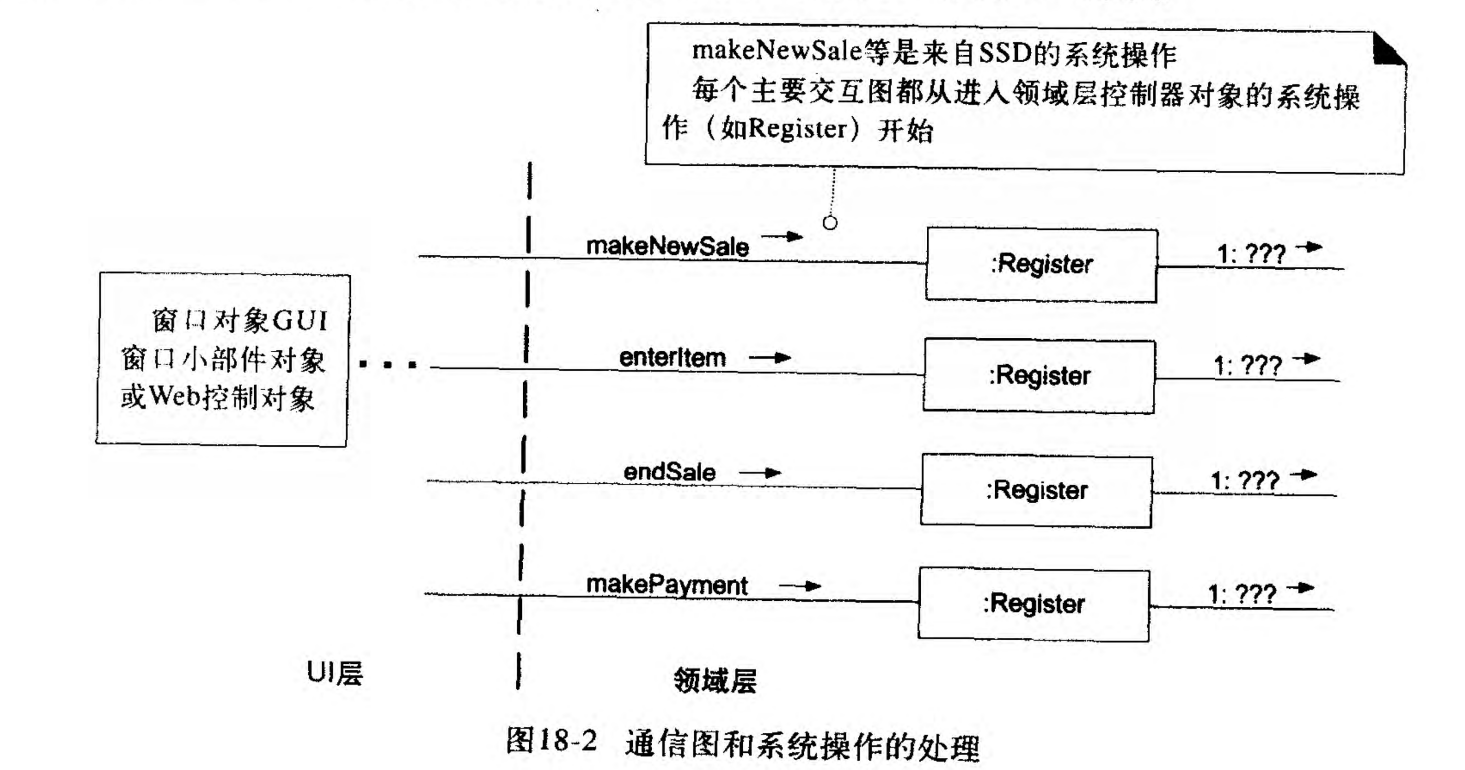 makeNewSale等是来自SSD的系统操作
每个主要交互图都从进入领域层控制器对象的系统操
作（如Register）开始
makeNewSale
:Register
1: ???
窗口对象GUI
窗口小部件对象
或Web控制对象
enterItem
:Register
1: ???
endSale
:Register
1: ???
makePayment
:Register
1: ???
UI层
领域层
图18-2 通信图和系统操作的处理